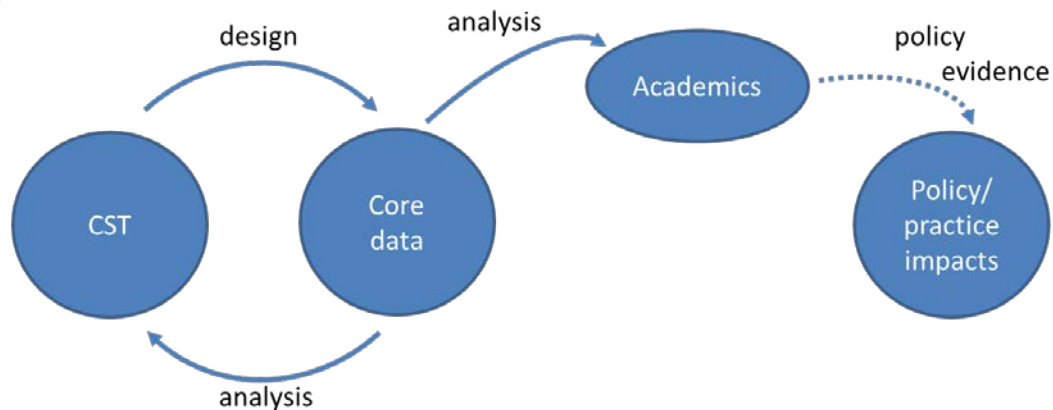 design
analysis
policy
evidence
Academics
CST
Core
data
Policy/
practice
impacts
analysis